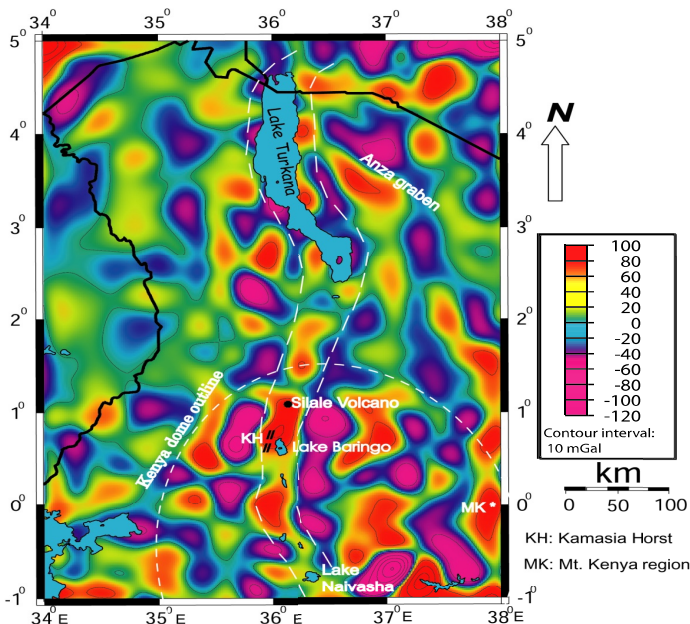 34° 35° 36° 37° 38°
5° 5°
4° 4°
3° 3°
2° 2°
1° 1°
0° 0°
-1° -1°
34°E 35°E 36°E 37°E 38°E
Lake Turkana
Anza graben
Kenya dome outline
Silale Volcano
KH
Lake Baringo
MK *
Lake
Naivasha
N
100
80
60
40
20
0
-20
-40
-60
-80
-100
-120
Contour interval:
10 mGal
km
0 50 100
KH: Kamasia Horst
MK: Mt. Kenya region